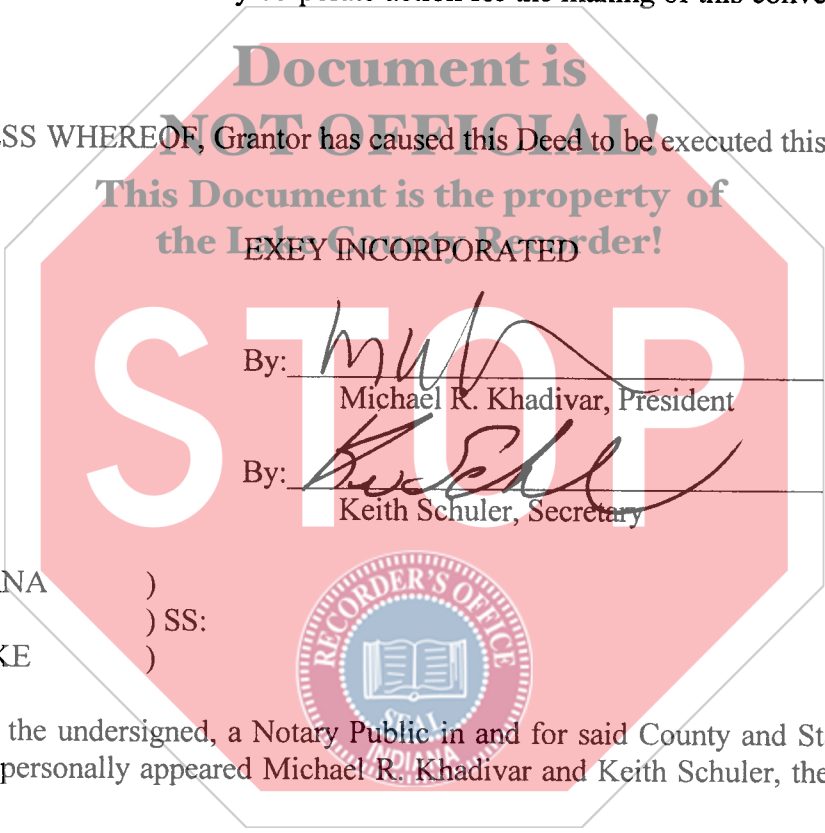 Document is
ESS WHEREOF, Grantor has caused this Deed to be executed this
NOT OFFICIAL!
This Document is the property of
the Lake County Recorder!
EXEY INCORPORATED
STOP
By:
Michael R. Khadivar, President
By:
Keith Schuler, Secretary
NA )
) SS:
KE )
RECORDER'S OFFICE
SEAL
INDIANA
the undersigned, a Notary Public in and for said County and St
personally appeared Michael R. Khadivar and Keith Schuler, the